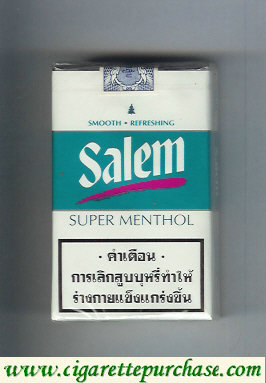 SMOOTH • REFRESHING
Salem
SUPER MENTHOL
• คำเตือน •
การเลิกสูบบุหรี่ทำให้
ร่างกายแข็งแกร่งขึ้น
www.cigarettepurchase.com